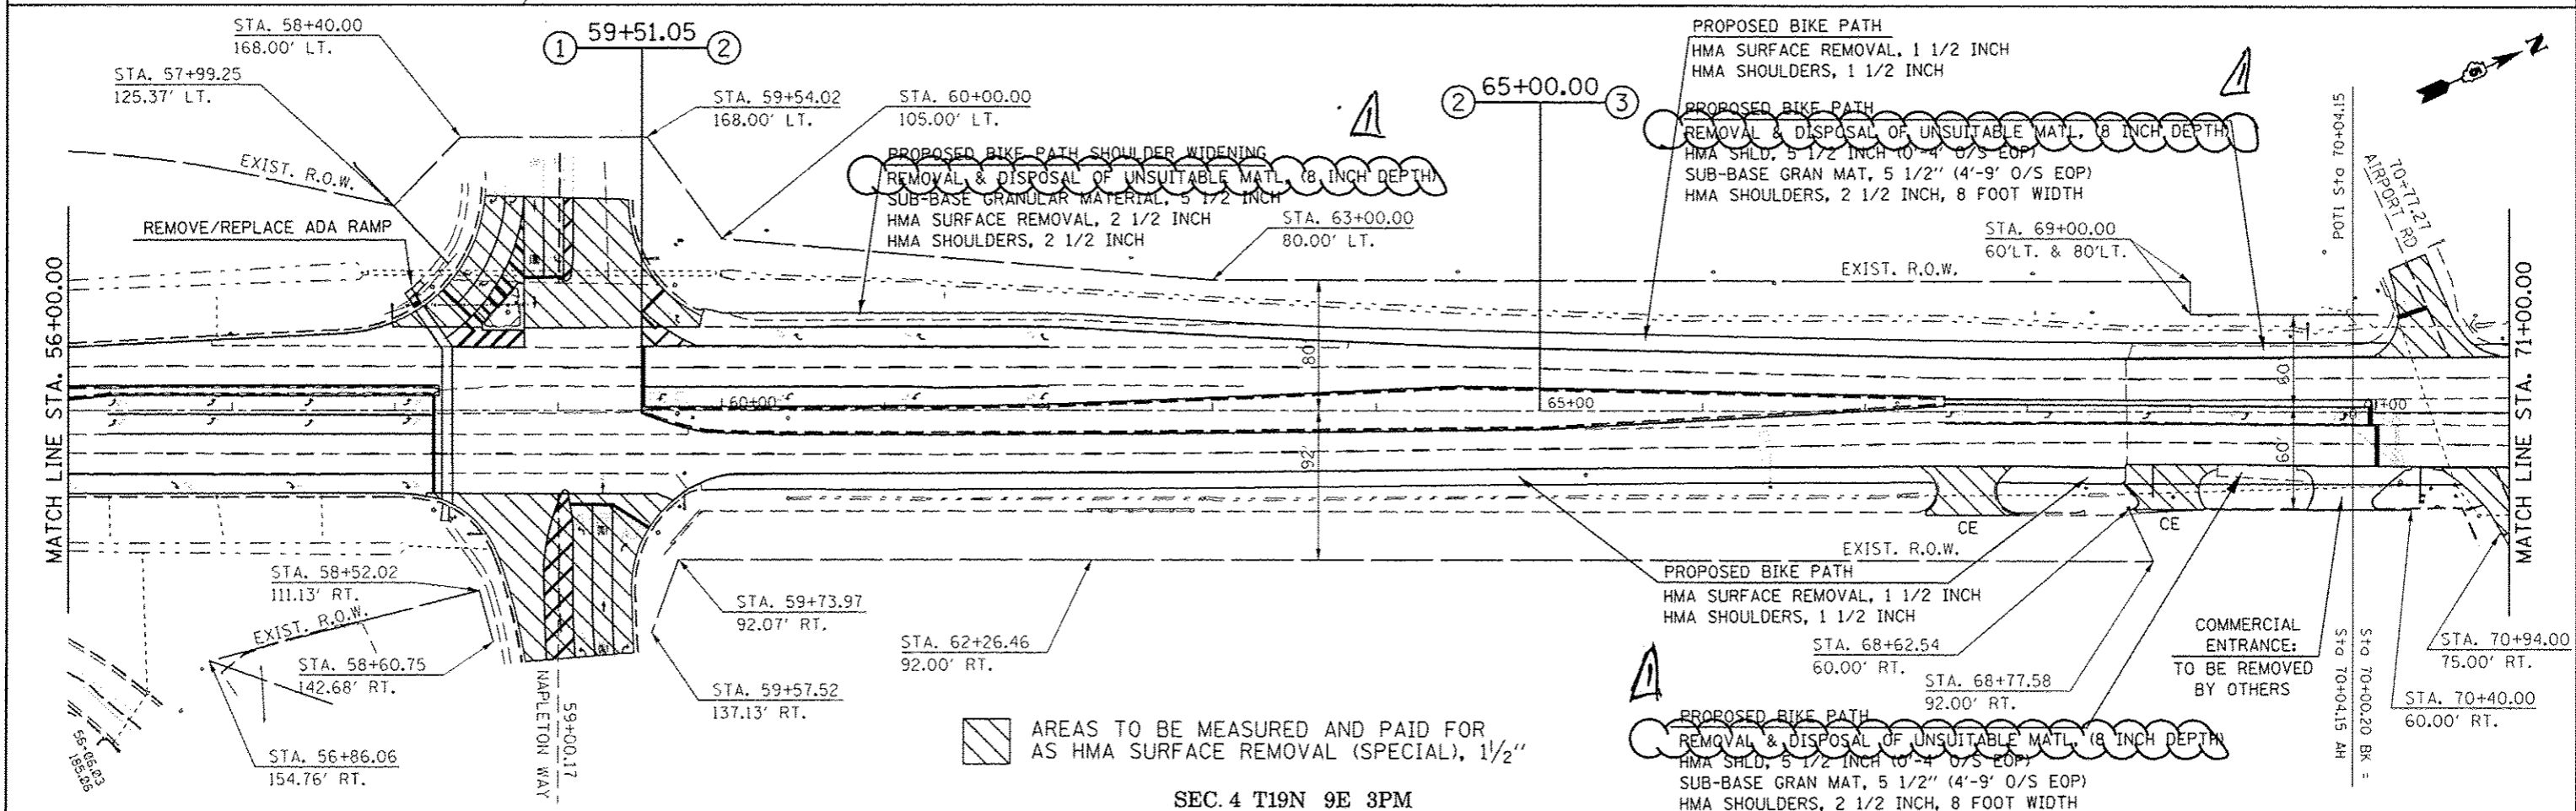 STA. 58+40.00
168.00' LT.
STA. 57+99.25
125.37' LT.
1 59+51.05 2
STA. 59+54.02
168.00' LT.
STA. 60+00.00
105.00' LT.
EXIST. R.O.W.
REMOVE/REPLACE ADA RAMP
1
PROPOSED BIKE PATH SHOULDER WIDENING
REMOVAL & DISPOSAL OF UNSUITABLE MATL, (8 INCH DEPTH)
SUB-BASE GRANULAR MATERIAL, 5 1/2 INCH
HMA SURFACE REMOVAL, 2 1/2 INCH
HMA SHOULDERS, 2 1/2 INCH
STA. 63+00.00
80.00' LT.
2 65+00.00 3
PROPOSED BIKE PATH
HMA SURFACE REMOVAL, 1 1/2 INCH
HMA SHOULDERS, 1 1/2 INCH
1
PROPOSED BIKE PATH
REMOVAL & DISPOSAL OF UNSUITABLE MATL, (8 INCH DEPTH)
HMA SHLD, 5 1/2 INCH (0'-4' O/S EOP)
SUB-BASE GRAN MAT, 5 1/2" (4'-9' O/S EOP)
HMA SHOULDERS, 2 1/2 INCH, 8 FOOT WIDTH
N
STA. 69+00.00
60'LT. & 80'LT.
EXIST. R.O.W.
POT1 Sta 70+04.15
70+77.27
AIRPORT RD
MATCH LINE STA. 56+00.00
MATCH LINE STA. 71+00.00
60+00
65+00
80'
92'
60'
60'
CE
CE
EXIST. R.O.W.
STA. 58+52.02
111.13' RT.
EXIST. R.O.W.
STA. 58+60.75
142.68' RT.
STA. 56+86.06
154.76' RT.
NAPLETON WAY
59+00.17
STA. 59+73.97
92.07' RT.
STA. 59+57.52
137.13' RT.
STA. 62+26.46
92.00' RT.
PROPOSED BIKE PATH
HMA SURFACE REMOVAL, 1 1/2 INCH
HMA SHOULDERS, 1 1/2 INCH
STA. 68+62.54
60.00' RT.
STA. 68+77.58
92.00' RT.
COMMERCIAL
ENTRANCE:
TO BE REMOVED
BY OTHERS
Sta 70+00.20 BK =
Sta 70+04.15 AH
STA. 70+94.00
75.00' RT.
STA. 70+40.00
60.00' RT.
1
PROPOSED BIKE PATH
REMOVAL & DISPOSAL OF UNSUITABLE MATL, (8 INCH DEPTH)
HMA SHLD, 5 1/2 INCH (0'-4' O/S EOP)
SUB-BASE GRAN MAT, 5 1/2" (4'-9' O/S EOP)
HMA SHOULDERS, 2 1/2 INCH, 8 FOOT WIDTH
AREAS TO BE MEASURED AND PAID FOR
AS HMA SURFACE REMOVAL (SPECIAL), 1½"
SEC. 4 T19N 9E 3PM